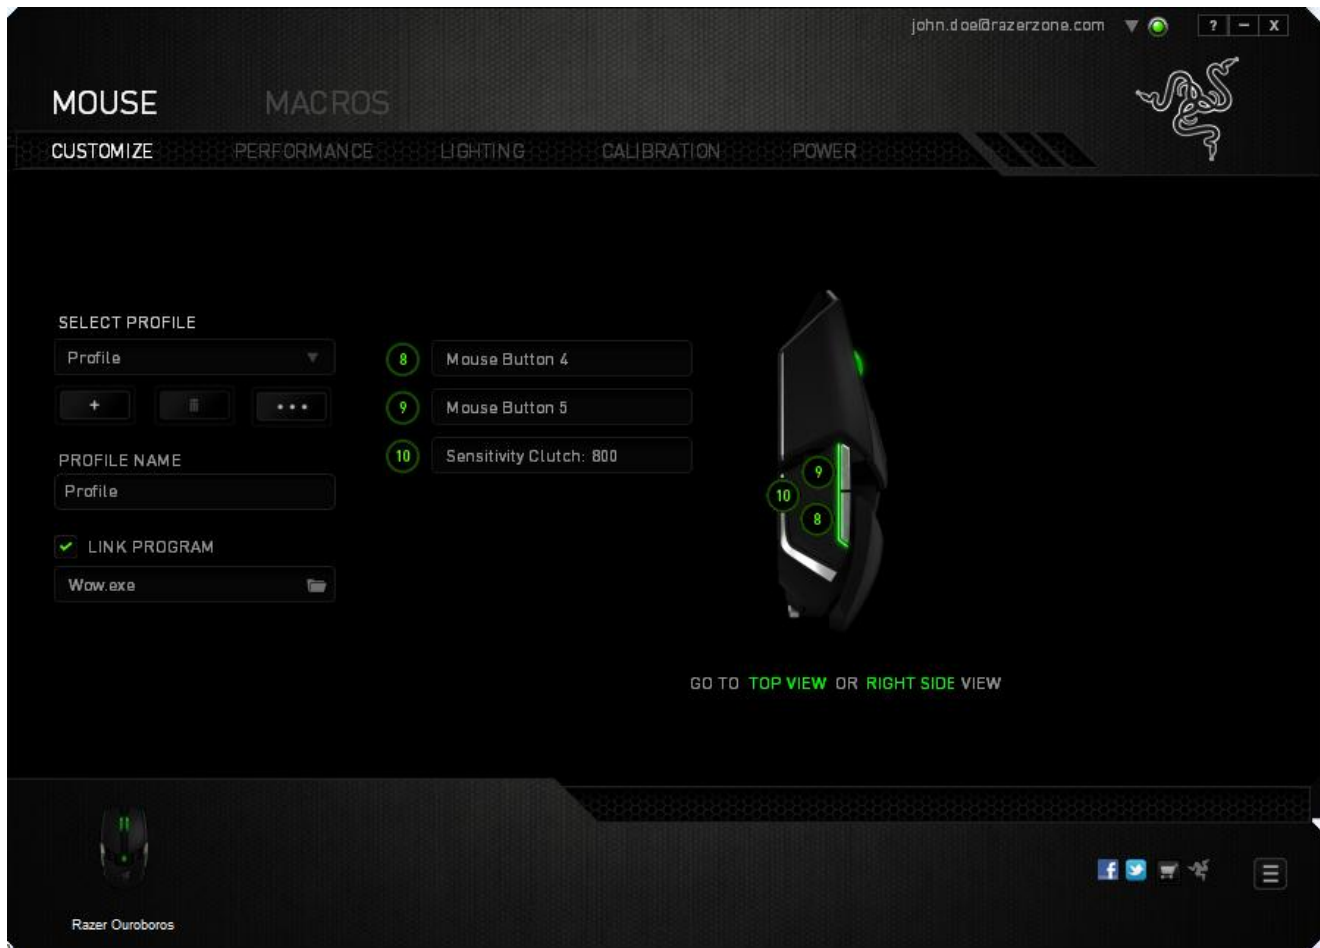 john.doe@razerzone.com
? – X
MOUSE MACROS
CUSTOMIZE PERFORMANCE LIGHTING CALIBRATION POWER
SELECT PROFILE
Profile
+ •••
PROFILE NAME
Profile
LINK PROGRAM
Wow.exe
8 Mouse Button 4
9 Mouse Button 5
10 Sensitivity Clutch: 800
9
10
8
GO TO TOP VIEW OR RIGHT SIDE VIEW
Razer Ouroboros
f